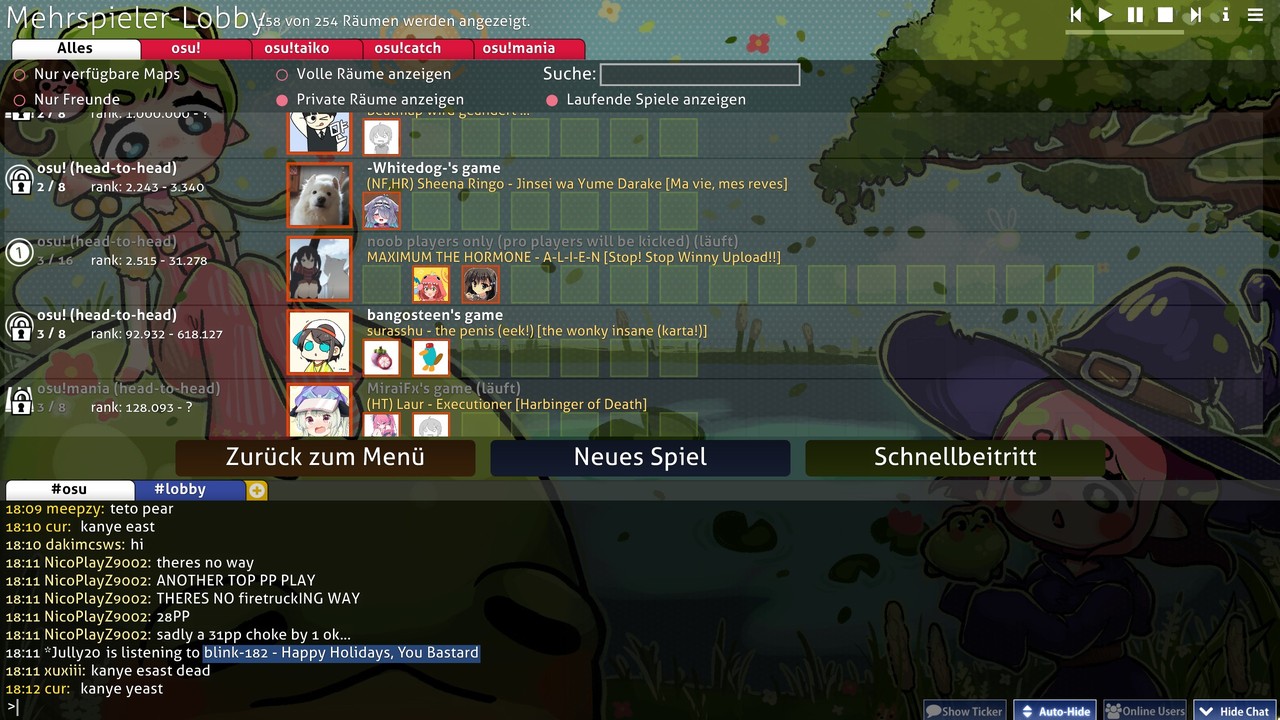 Mehrspieler-Lobby
158 von 254 Räumen werden angezeigt.
Alles osu! osu!taiko osu!catch osu!mania
Nur verfügbare Maps Volle Räume anzeigen Suche:
Nur Freunde Private Räume anzeigen Laufende Spiele anzeigen
2 / 8 rank: 1.000.000 - ? Beatmap wird geändert ...
osu! (head-to-head) -Whitedog-'s game
2 / 8 rank: 2.243 - 3.340 (NF,HR) Sheena Ringo - Jinsei wa Yume Darake [Ma vie, mes reves]
osu! (head-to-head) noob players only (pro players will be kicked) (läuft)
1 3 / 16 rank: 2.515 - 31.278 MAXIMUM THE HORMONE - A-L-I-E-N [Stop! Stop Winny Upload!!]
osu! (head-to-head) bangosteen's game
3 / 8 rank: 92.932 - 618.127 surasshu - the penis (eek!) [the wonky insane (karta!)]
osu!mania (head-to-head) MiraiFx's game (läuft)
3 / 8 rank: 128.093 - ? (HT) Laur - Executioner [Harbinger of Death]
Zurück zum Menü Neues Spiel Schnellbeitritt
#osu #lobby
18:09 meepzy: teto pear
18:10 cur: kanye east
18:10 dakimcsws: hi
18:11 NicoPlayZ9002: theres no way
18:11 NicoPlayZ9002: ANOTHER TOP PP PLAY
18:11 NicoPlayZ9002: THERES NO firetruckING WAY
18:11 NicoPlayZ9002: 28PP
18:11 NicoPlayZ9002: sadly a 31pp choke by 1 ok...
18:11 *Jully20 is listening to blink-182 - Happy Holidays, You Bastard
18:11 xuxiii: kanye esast dead
18:12 cur: kanye yeast
>|
Show Ticker Auto-Hide Online Users Hide Chat